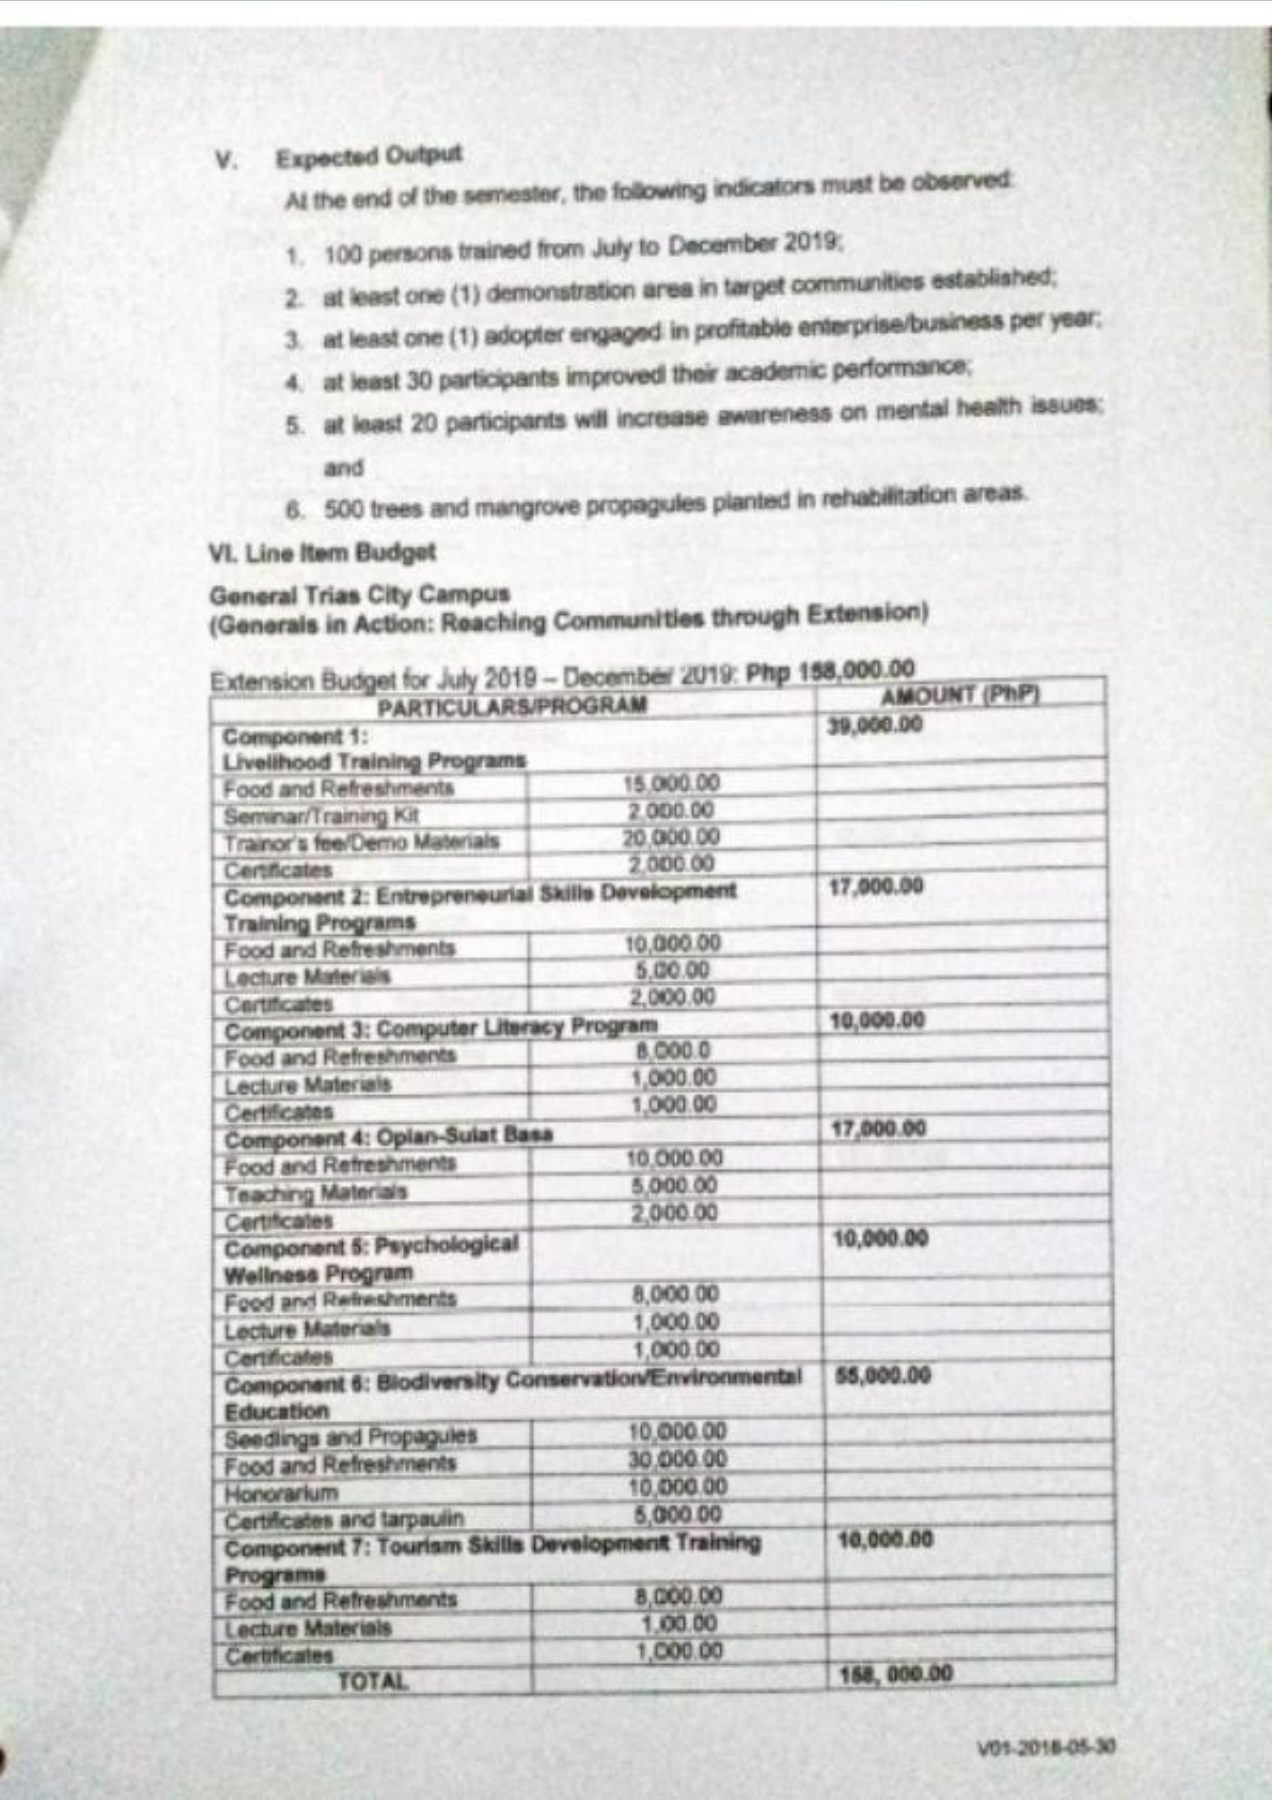 V. Expected Output
At the end of the semester, the following indicators must be observed:
1. 100 persons trained from July to December 2019;
2. at least one (1) demonstration area in target communities established;
3. at least one (1) adopter engaged in profitable enterprise/business per year;
4. at least 30 participants improved their academic performance;
5. at least 20 participants will increase awareness on mental health issues;
and
6. 500 trees and mangrove propagules planted in rehabilitation areas.
VI. Line Item Budget
General Trias City Campus
(Generals in Action: Reaching Communities through Extension)
Extension Budget for July 2019 – December 2019: Php 158,000.00
PARTICULARS/PROGRAM AMOUNT (PhP)
Component 1: 39,000.00
Livelihood Training Programs
Food and Refreshments 15,000.00
Seminar/Training Kit 2,000.00
Trainor's fee/Demo Materials 20,000.00
Certificates 2,000.00
Component 2: Entrepreneurial Skills Development 17,000.00
Training Programs
Food and Refreshments 10,000.00
Lecture Materials 5,00.00
Certificates 2,000.00
Component 3: Computer Literacy Program 10,000.00
Food and Refreshments 8,000.0
Lecture Materials 1,000.00
Certificates 1,000.00
Component 4: Oplan-Sulat Basa 17,000.00
Food and Refreshments 10,000.00
Teaching Materials 5,000.00
Certificates 2,000.00
Component 5: Psychological 10,000.00
Wellness Program
Food and Refreshments 8,000.00
Lecture Materials 1,000.00
Certificates 1,000.00
Component 6: Biodiversity Conservation/Environmental 55,000.00
Education
Seedlings and Propagules 10,000.00
Food and Refreshments 30,000.00
Honorarium 10,000.00
Certificates and tarpaulin 5,000.00
Component 7: Tourism Skills Development Training 10,000.00
Programs
Food and Refreshments 8,000.00
Lecture Materials 1,00.00
Certificates 1,000.00
TOTAL 158, 000.00
V01-2018-05-30